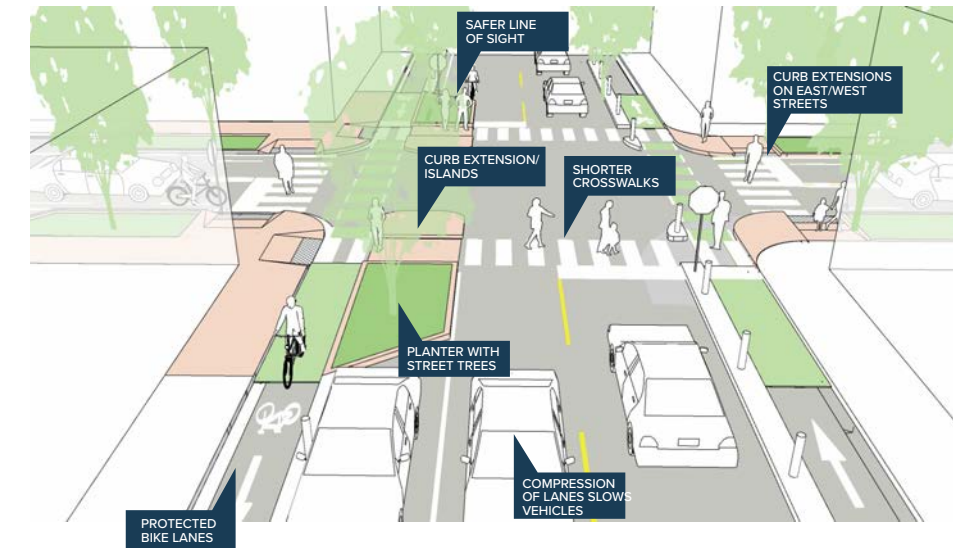 SAFER LINE
OF SIGHT
CURB EXTENSIONS
ON EAST/WEST
STREETS
CURB EXTENSION/
ISLANDS
SHORTER
CROSSWALKS
PLANTER WITH
STREET TREES
COMPRESSION
OF LANES SLOWS
VEHICLES
PROTECTED
BIKE LANES